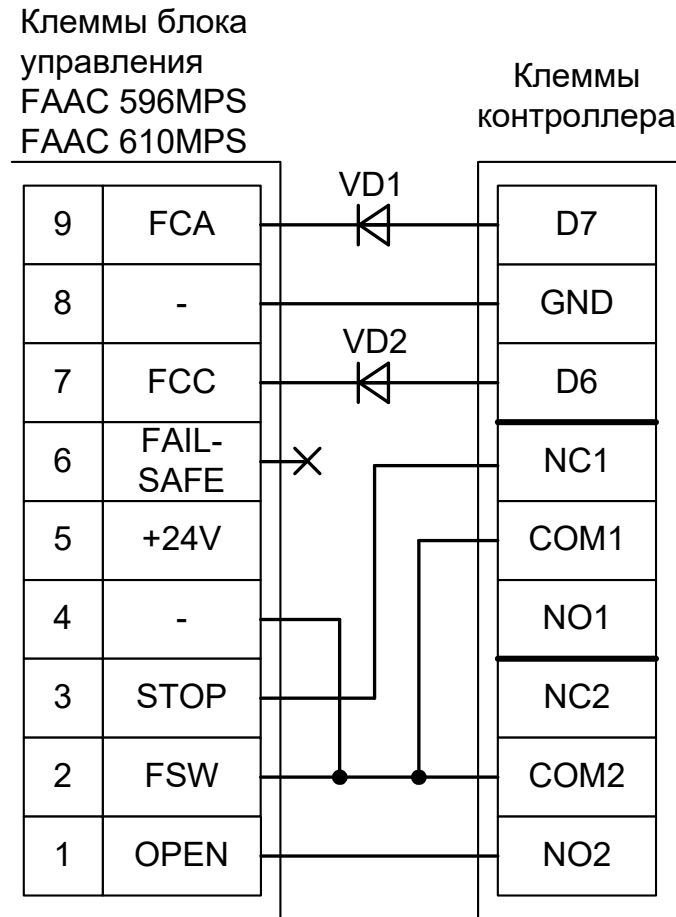 Клеммы блока
управления
FAAC 596MPS
FAAC 610MPS
Клеммы
контроллера
VD1
9 FCA D7
8 - GND
VD2
7 FCC D6
6 FAIL-
SAFE
NC1
5 +24V COM1
4 - NO1
3 STOP NC2
2 FSW COM2
1 OPEN NO2